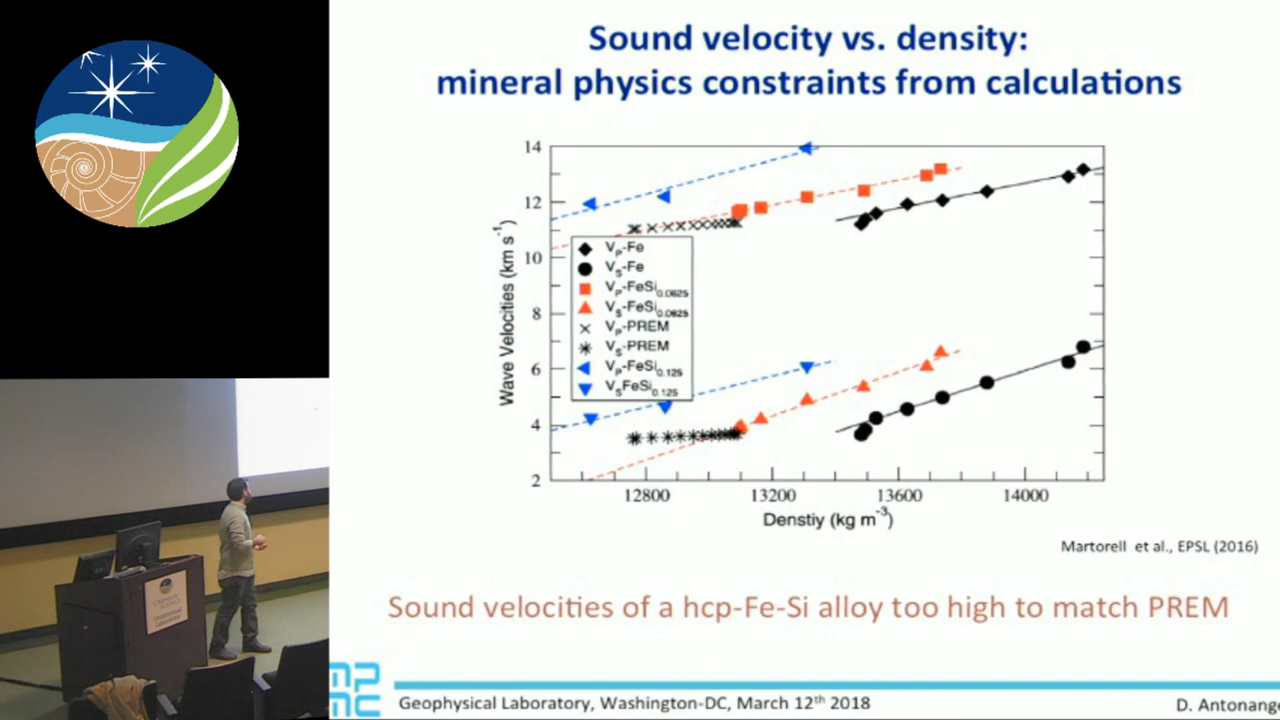 Sound velocity vs. density:
mineral physics constraints from calculations
14
12
10
8
6
4
2
Wave Velocities (km s⁻¹)
Vₚ-Fe
Vₛ-Fe
Vₚ-FeSi₀.₀₆₂₅
Vₛ-FeSi₀.₀₆₂₅
Vₚ-PREM
Vₛ-PREM
Vₚ-FeSi₀.₁₂₅
VₛFeSi₀.₁₂₅
12800 13200 13600 14000
Denstiy (kg m⁻³)
Martorell et al., EPSL (2016)
Sound velocities of a hcp-Fe-Si alloy too high to match PREM
Geophysical Laboratory, Washington-DC, March 12ᵗʰ 2018
D. Antonange